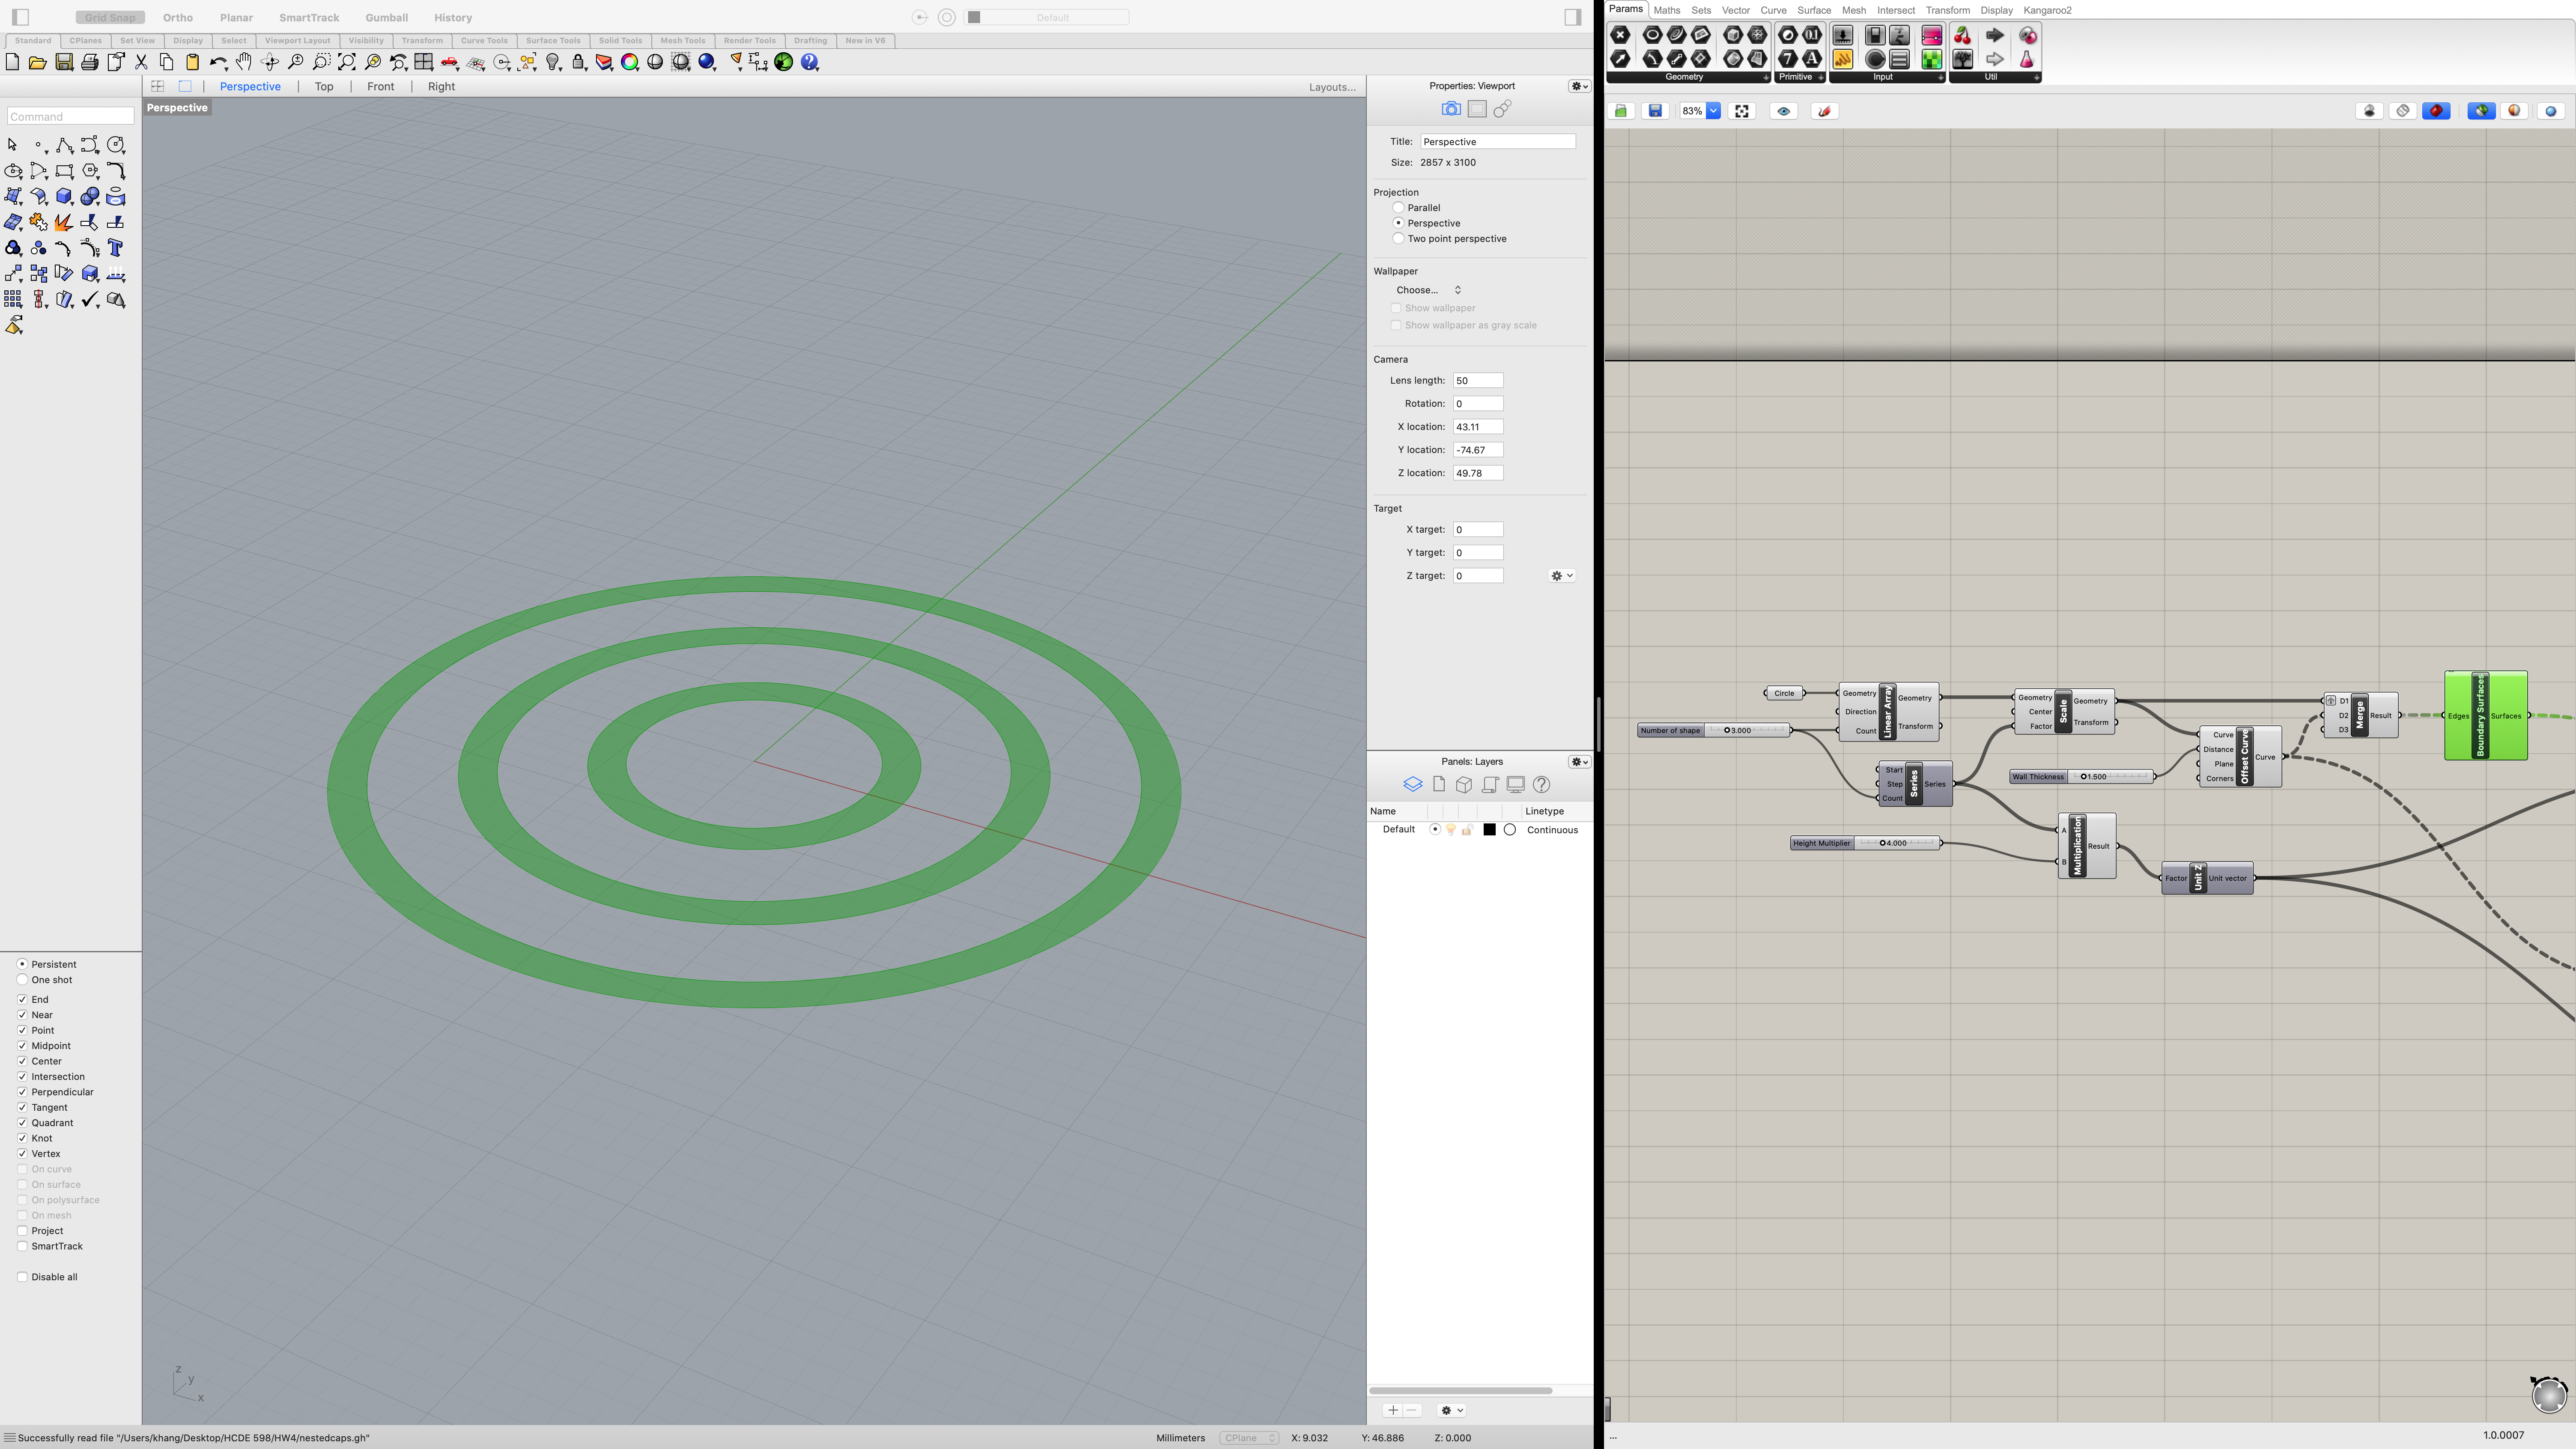 Grid Snap Ortho Planar SmartTrack Gumball History Default
Standard CPlanes Set View Display Select Viewport Layout Visibility Transform Curve Tools Surface Tools Solid Tools Mesh Tools Render Tools Drafting New in V6
Perspective Top Front Right Layouts...
Perspective
Command
Persistent
One shot
End
Near
Point
Midpoint
Center
Intersection
Perpendicular
Tangent
Quadrant
Knot
Vertex
On curve
On surface
On polysurface
On mesh
Project
SmartTrack
Disable all
z
y
x
Properties: Viewport
Title: Perspective
Size: 2857 x 3100
Projection
Parallel
Perspective
Two point perspective
Wallpaper
Choose...
Show wallpaper
Show wallpaper as gray scale
Camera
Lens length: 50
Rotation: 0
X location: 43.11
Y location: -74.67
Z location: 49.78
Target
X target: 0
Y target: 0
Z target: 0
Panels: Layers
Name Linetype
Default Continuous
Successfully read file "/Users/khang/Desktop/HCDE 598/HW4/nestedcaps.gh"
Millimeters CPlane X: 9.032 Y: 46.886 Z: 0.000
Params Maths Sets Vector Curve Surface Mesh Intersect Transform Display Kangaroo2
Geometry Primitive Input Util
83%
Circle
Number of shape 3.000
Geometry
Direction
Count
Linear Array
Geometry
Transform
Start
Step
Count
Series
Series
Height Multiplier 4.000
Geometry
Center
Factor
Scale
Geometry
Transform
Wall Thickness 1.500
A
B
Multiplication
Result
Factor
Unit Z
Unit vector
Curve
Distance
Plane
Corners
Offset Curve
Curve
D1
D2
D3
Merge
Result
Edges
Boundary Surfaces
Surfaces
...
1.0.0007